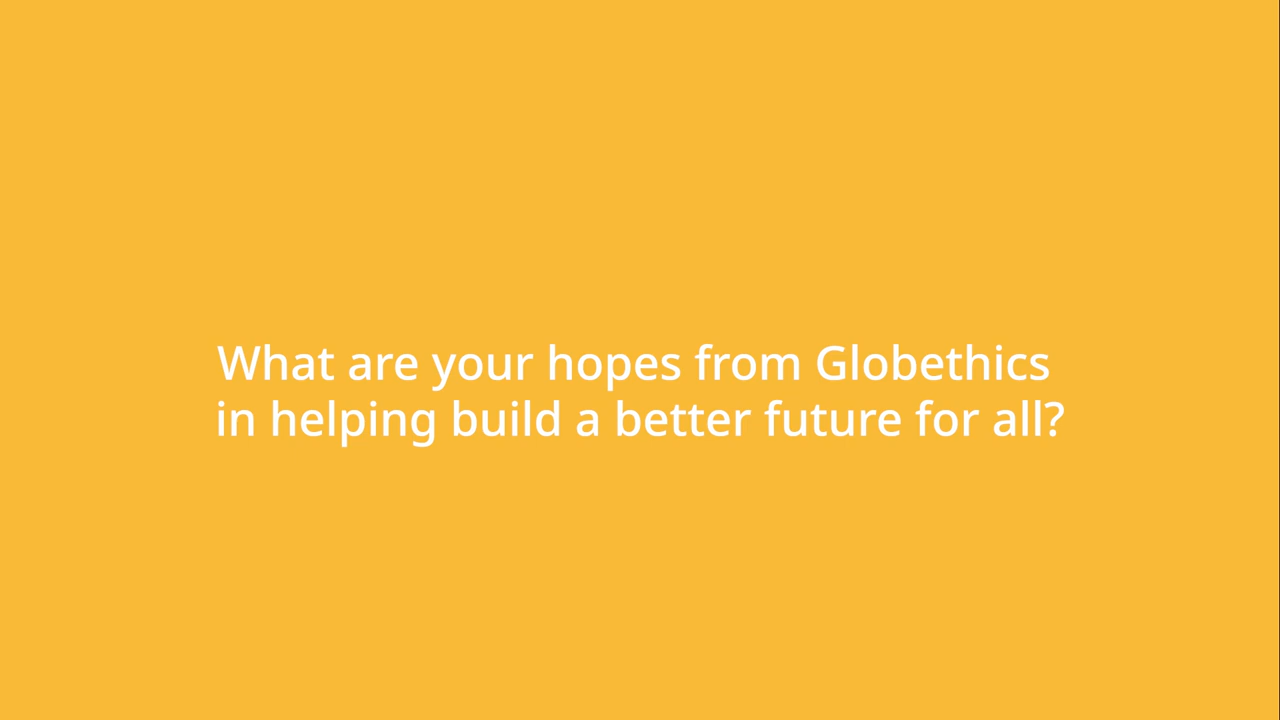 What are your hopes from Globethics
in helping build a better future for all?